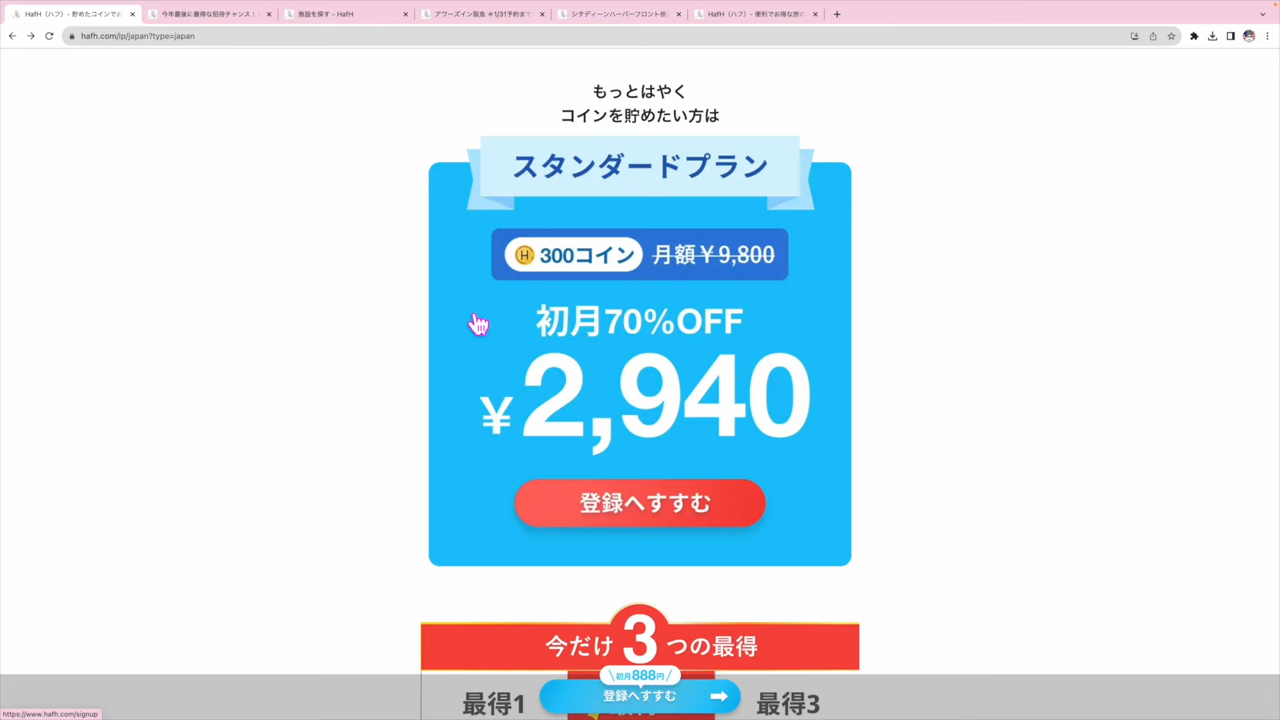 HafH（ハフ）- 貯めたコインでお
今年最後に最得な招待チャンス！
施設を探す - HafH
アワーズイン阪急 ＊1/31予約まで
シタディーンハーバーフロント横
HafH（ハフ）- 便利でお得な旅の
hafh.com/lp/japan?type=japan
もっとはやく
コインを貯めたい方は
スタンダードプラン
H 300コイン 月額￥9,800
初月70%OFF
￥2,940
登録へすすむ
今だけ3つの最得
初月888円
最得1
登録へすすむ
最得3
https://www.hafh.com/signup